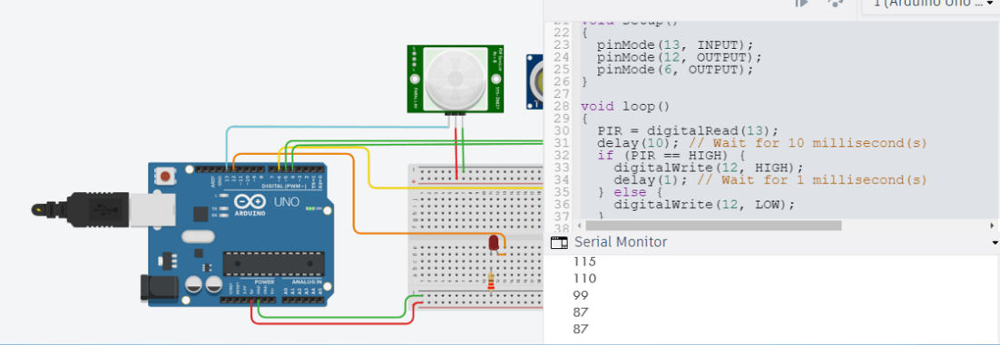 1 (Arduino Uno ...
21 void setup()
22 {
23 pinMode(13, INPUT);
24 pinMode(12, OUTPUT);
25 pinMode(6, OUTPUT);
26 }
27
28 void loop()
29 {
30 PIR = digitalRead(13);
31 delay(10); // Wait for 10 millisecond(s)
32 if (PIR == HIGH) {
33 digitalWrite(12, HIGH);
34 delay(1); // Wait for 1 millisecond(s)
35 } else {
36 digitalWrite(12, LOW);
37 }
38
DIGITAL (PWM~)
UNO
ARDUINO
POWER
ANALOG IN
Serial Monitor
115
110
99
87
87